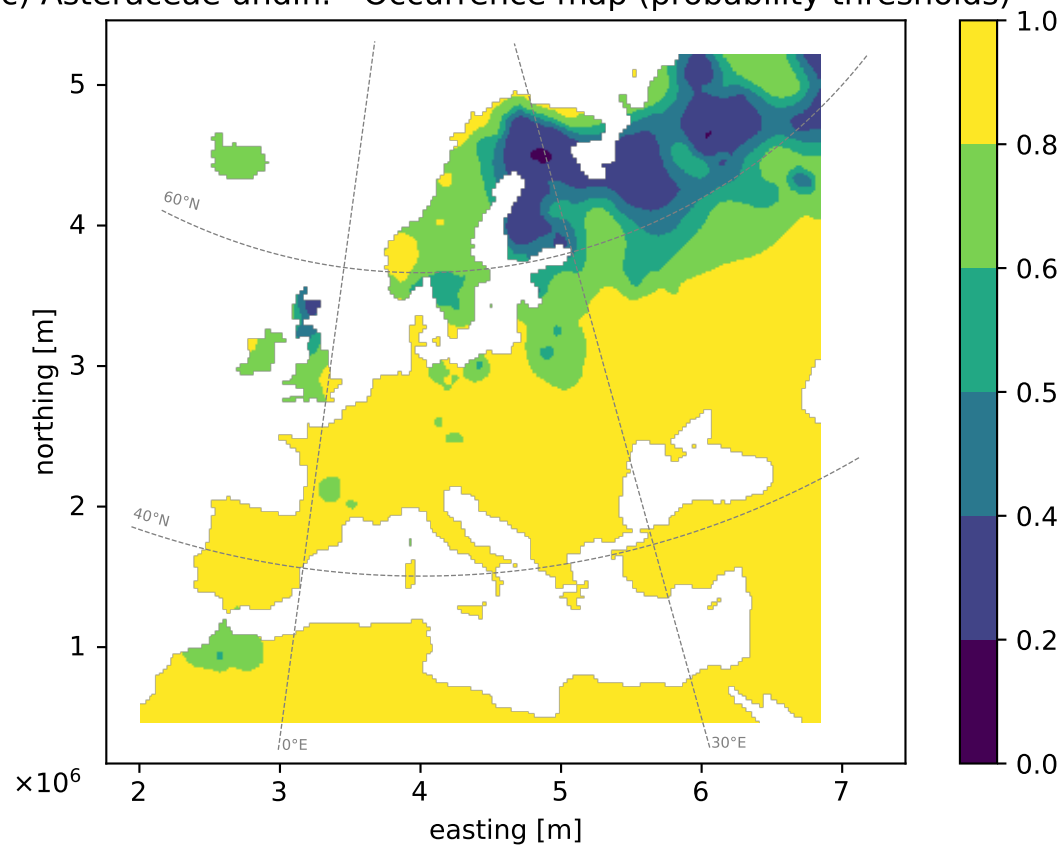 c) Asteraceae undiff. - Occurrence map (probability thresholds)
1.0
5
0.8
60°N
4
0.6
northing [m]
3
0.5
2
40°N
0.4
1
0.2
0°E
30°E
0.0
×10⁶
2 3 4 5 6 7
easting [m]